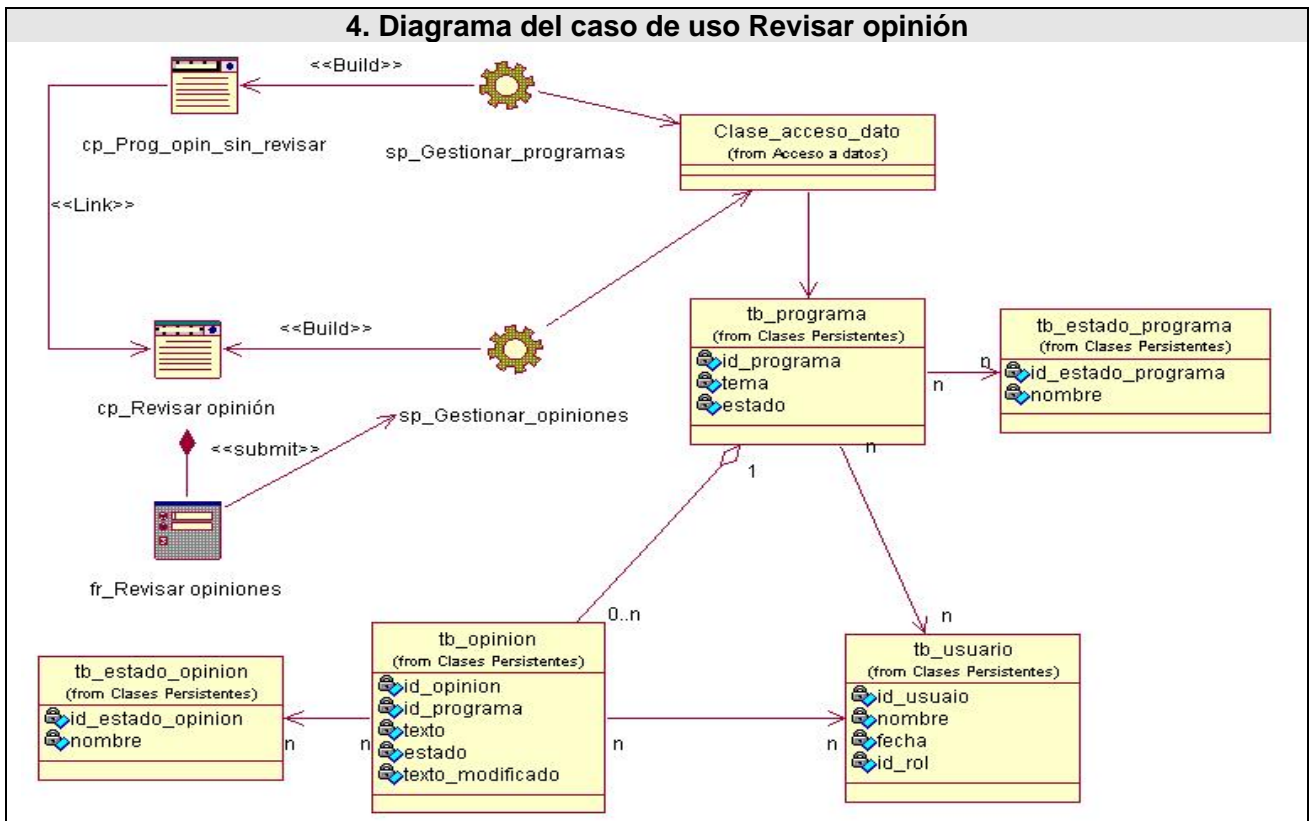 4. Diagrama del caso de uso Revisar opinión
<<Build>>
cp_Prog_opin_sin_revisar
sp_Gestionar_programas
Clase_acceso_dato
(from Acceso a datos)
<<Link>>
<<Build>>
cp_Revisar opinión
sp_Gestionar_opiniones
<<submit>>
fr_Revisar opiniones
tb_programa
(from Clases Persistentes)
id_programa
tema
estado
n
n
tb_estado_programa
(from Clases Persistentes)
id_estado_programa
nombre
1
n
0..n
n
tb_estado_opinion
(from Clases Persistentes)
id_estado_opinion
nombre
n
n
tb_opinion
(from Clases Persistentes)
id_opinion
id_programa
texto
estado
texto_modificado
n
n
tb_usuario
(from Clases Persistentes)
id_usuaio
nombre
fecha
id_rol